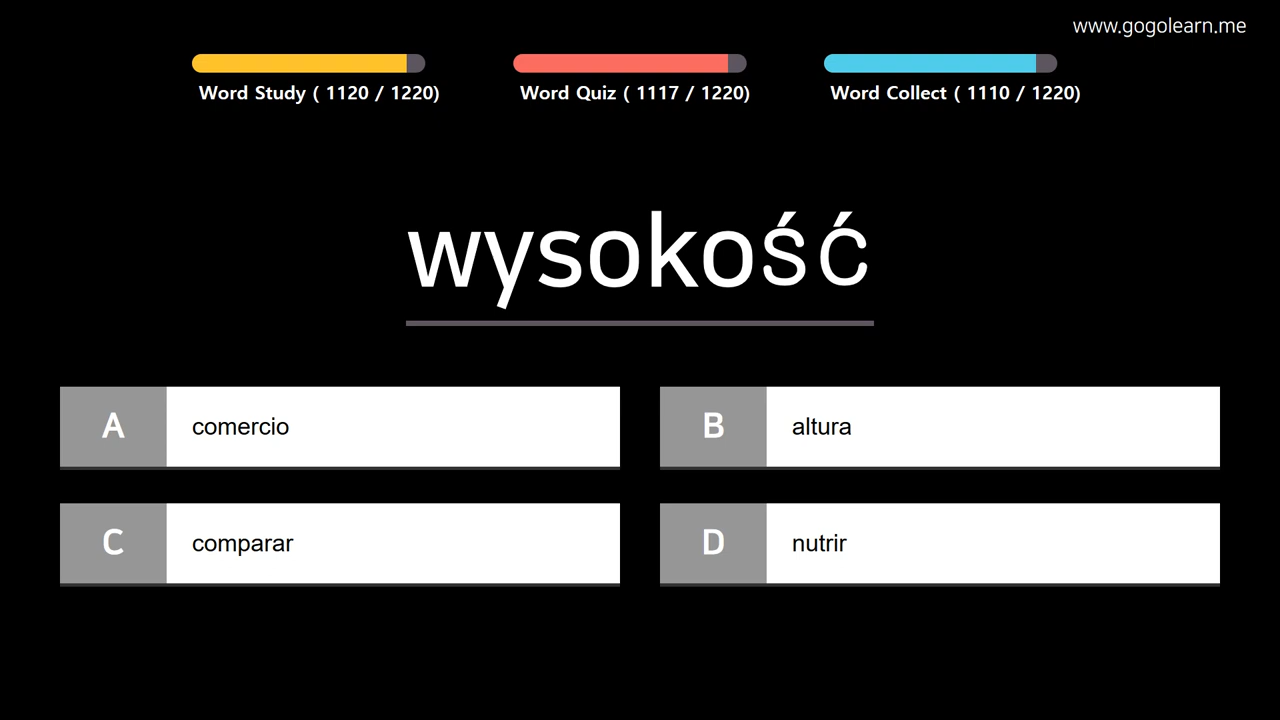 www.gogolearn.me
Word Study ( 1120 / 1220)
Word Quiz ( 1117 / 1220)
Word Collect ( 1110 / 1220)
wysokość
A comercio
B altura
C comparar
D nutrir